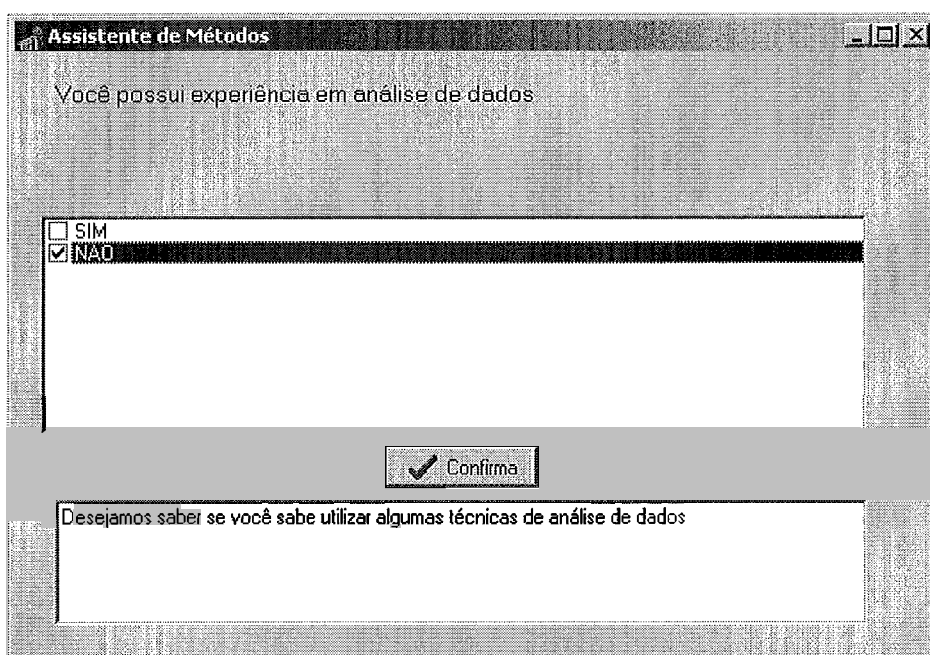 Assistente de Métodos
Você possui experiência em análise de dados
SIM
NAO
Confirma
Desejamos saber se você sabe utilizar algumas técnicas de análise de dados